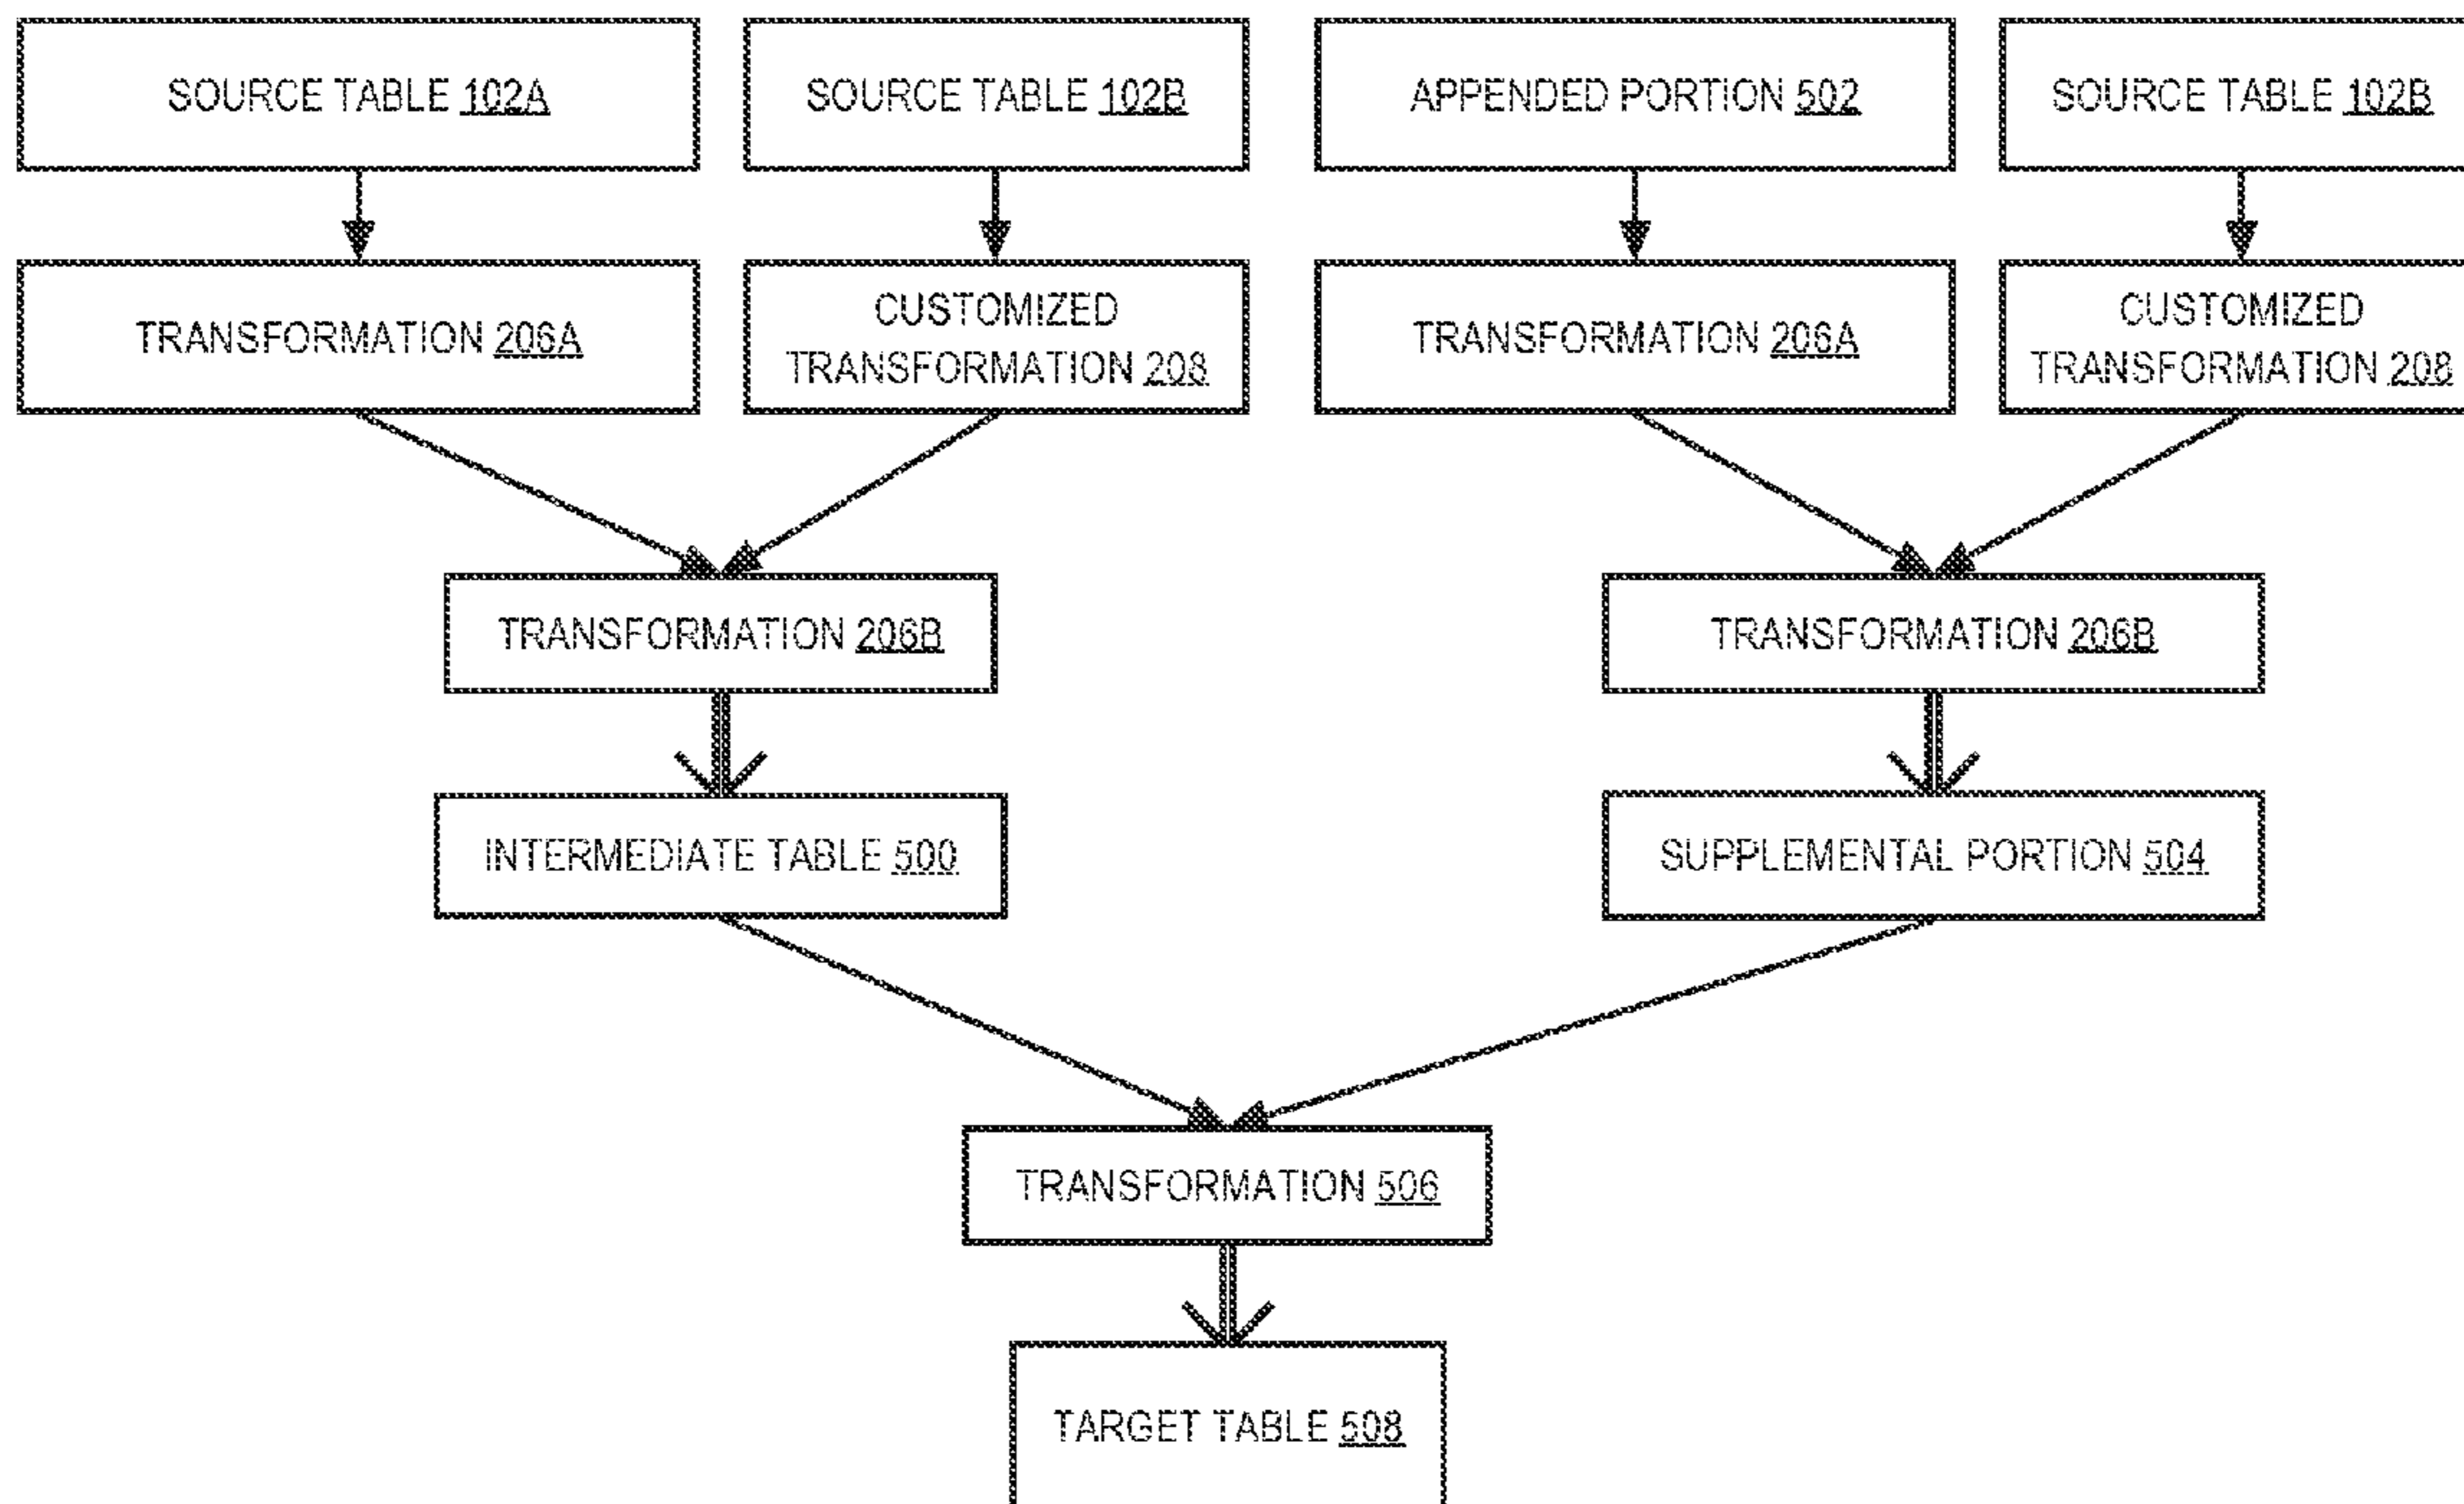 SOURCE TABLE 102A
SOURCE TABLE 102B
APPENDED PORTION 502
SOURCE TABLE 102B
TRANSFORMATION 206A
CUSTOMIZED
TRANSFORMATION 208
TRANSFORMATION 206A
CUSTOMIZED
TRANSFORMATION 208
TRANSFORMATION 206B
TRANSFORMATION 206B
INTERMEDIATE TABLE 500
SUPPLEMENTAL PORTION 504
TRANSFORMATION 506
TARGET TABLE 508